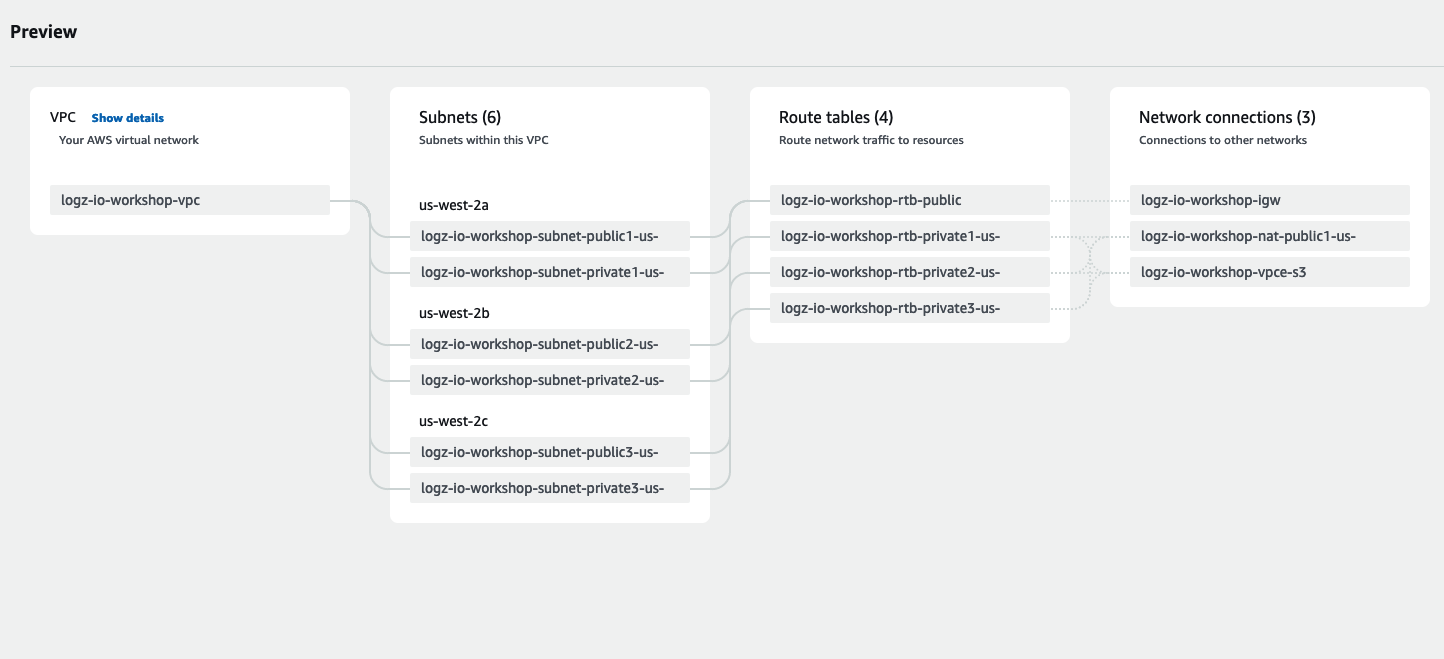 Preview
VPC Show details
Your AWS virtual network
logz-io-workshop-vpc
Subnets (6)
Subnets within this VPC
us-west-2a
logz-io-workshop-subnet-public1-us-
logz-io-workshop-subnet-private1-us-
us-west-2b
logz-io-workshop-subnet-public2-us-
logz-io-workshop-subnet-private2-us-
us-west-2c
logz-io-workshop-subnet-public3-us-
logz-io-workshop-subnet-private3-us-
Route tables (4)
Route network traffic to resources
logz-io-workshop-rtb-public
logz-io-workshop-rtb-private1-us-
logz-io-workshop-rtb-private2-us-
logz-io-workshop-rtb-private3-us-
Network connections (3)
Connections to other networks
logz-io-workshop-igw
logz-io-workshop-nat-public1-us-
logz-io-workshop-vpce-s3